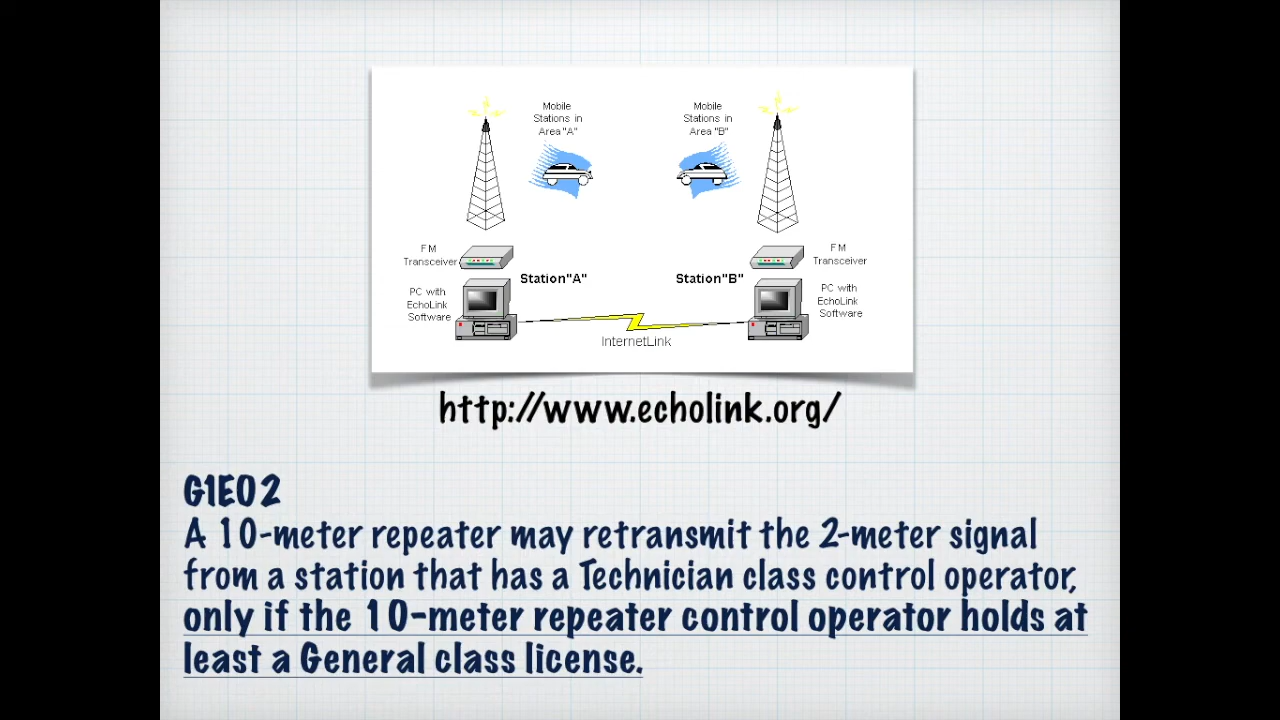 Mobile
Stations in
Area "A"
Mobile
Stations in
Area "B"
FM
Transceiver
FM
Transceiver
Station"A"
Station"B"
PC with
EchoLink
Software
PC with
EchoLink
Software
InternetLink
http://www.echolink.org/
G1E02
A 10-meter repeater may retransmit the 2-meter signal
from a station that has a Technician class control operator,
only if the 10-meter repeater control operator holds at
least a General class license.